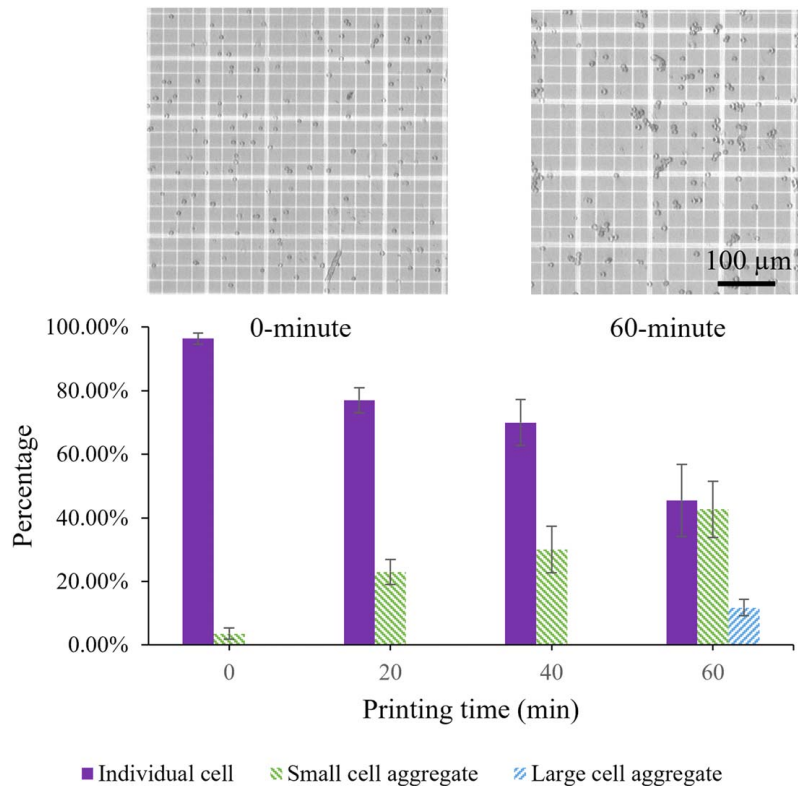 100 µm
0-minute
60-minute
100.00%
80.00%
60.00%
40.00%
20.00%
0.00%
Percentage
0
20
40
60
Printing time (min)
Individual cell
Small cell aggregate
Large cell aggregate